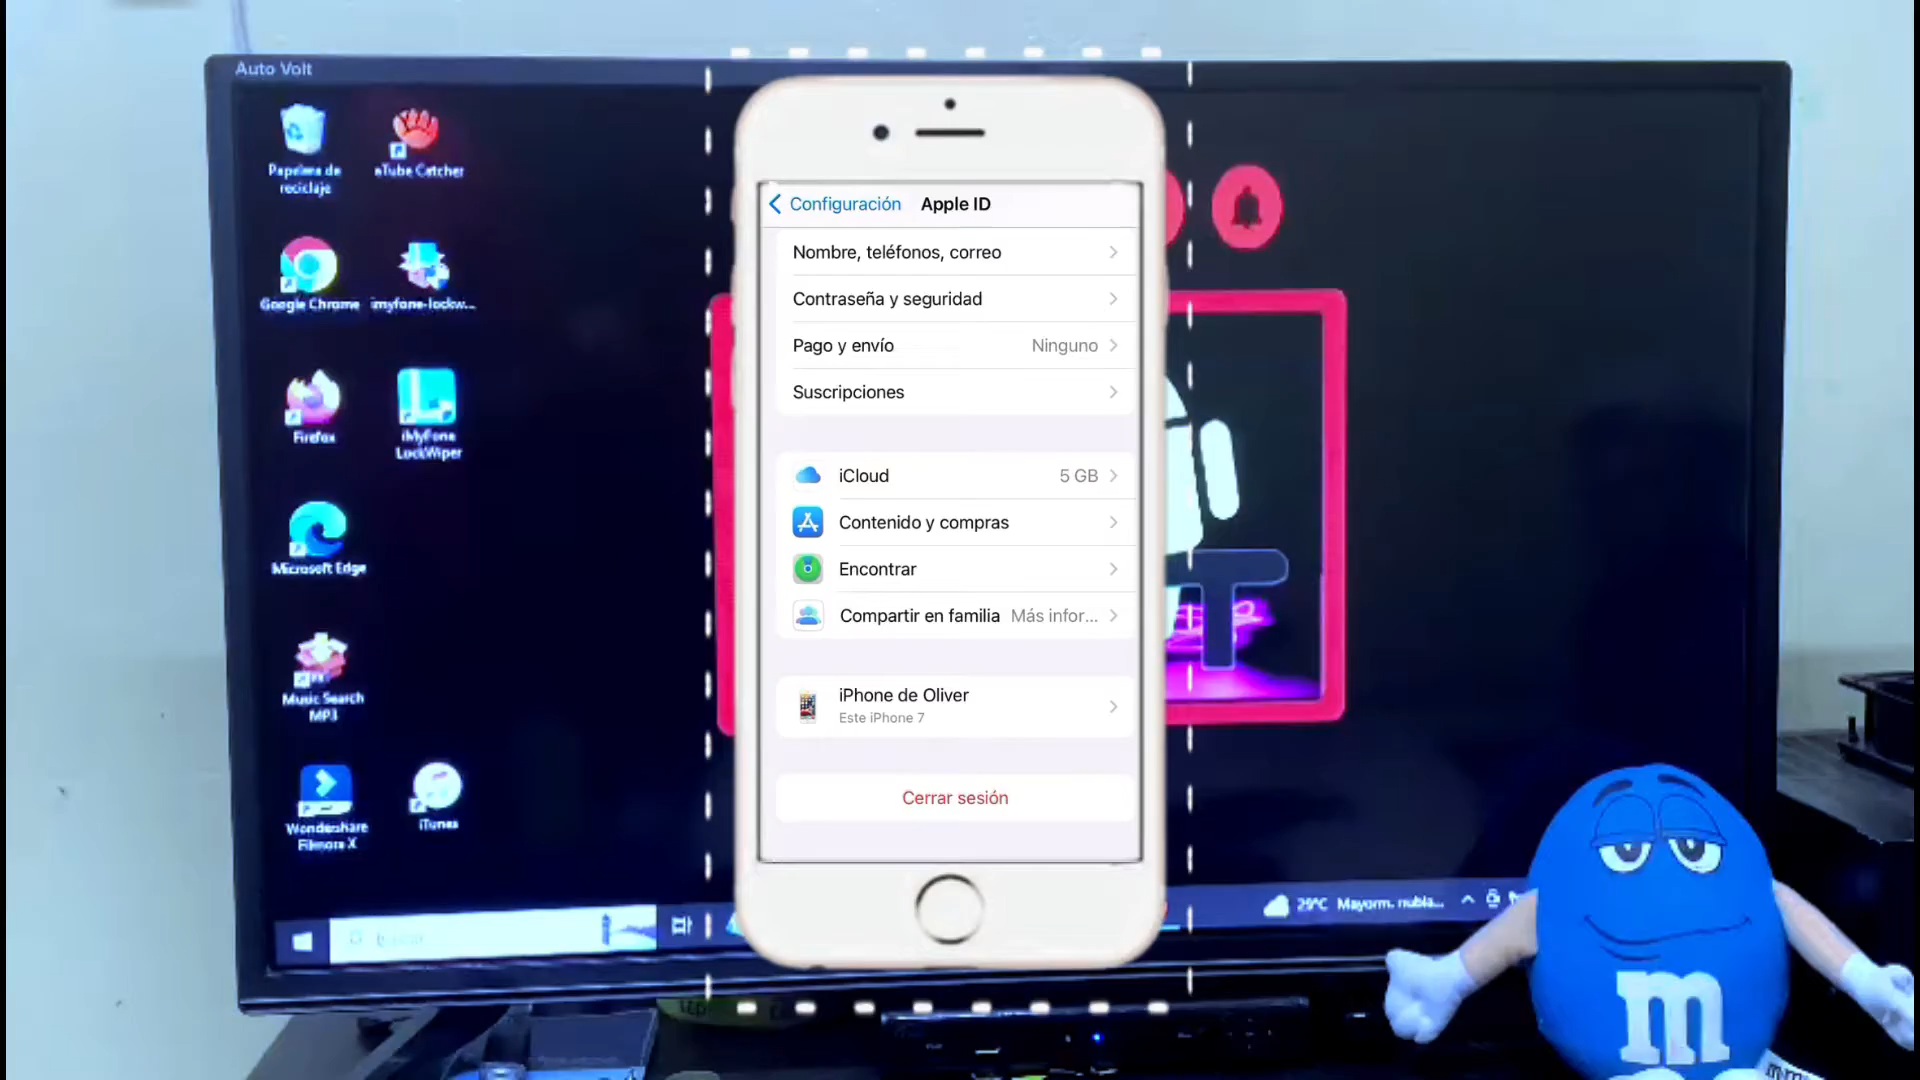 Auto Volt
Papelera de
reciclaje
aTube Catcher
Google Chrome
imyfone-lockw...
Firefox
iMyFone
LockWiper
Microsoft Edge
Music Search
MP3
Wondershare
Filmora X
iTunes
Configuración
Apple ID
Nombre, teléfonos, correo
Contraseña y seguridad
Pago y envío
Ninguno
Suscripciones
iCloud
5 GB
Contenido y compras
Encontrar
Compartir en familia
Más infor...
iPhone de Oliver
Este iPhone 7
Cerrar sesión
29°C Mayorm. nubla...
m